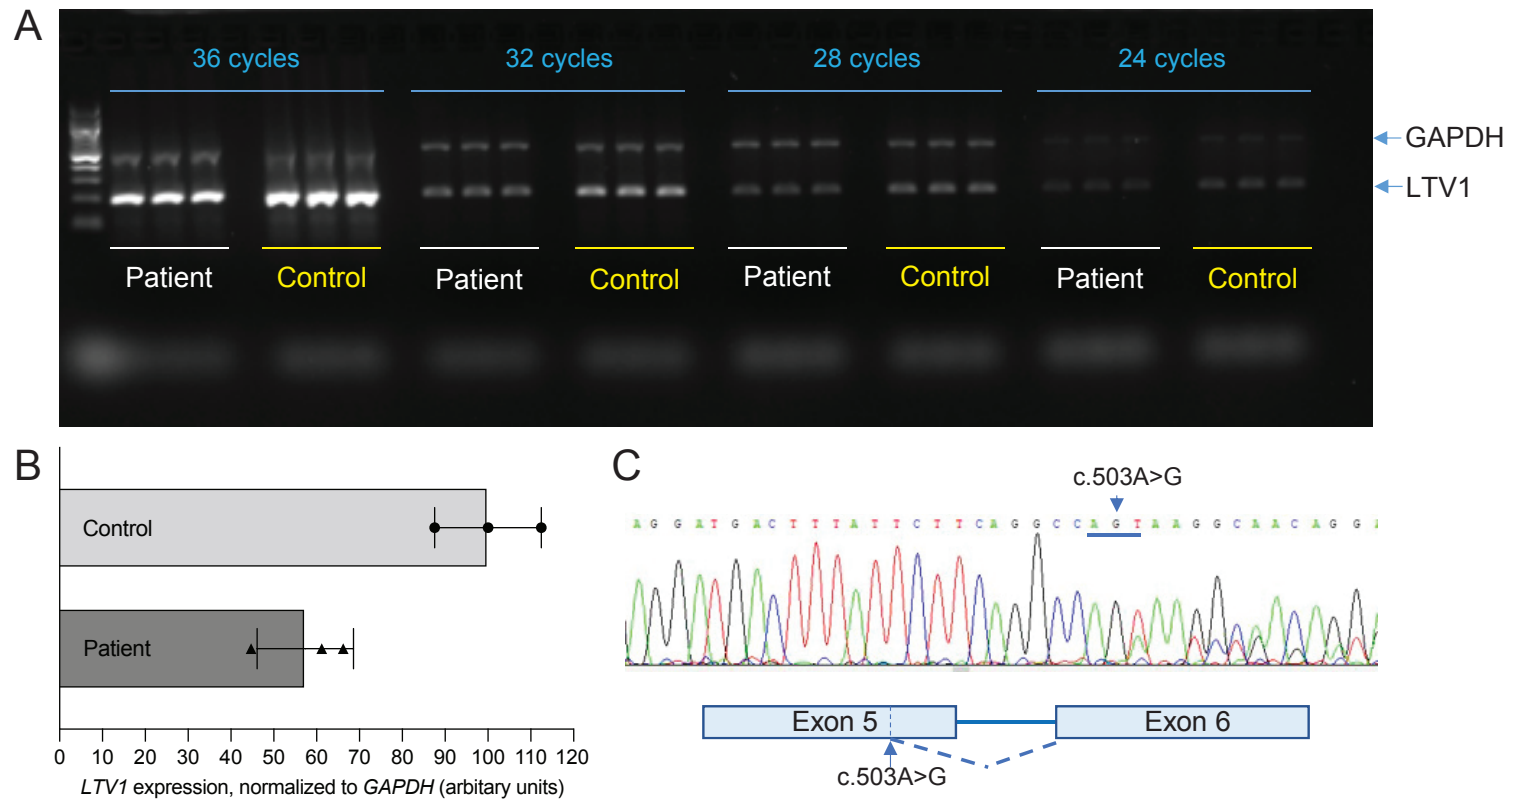 A
36 cycles
32 cycles
28 cycles
24 cycles
GAPDH
LTV1
Patient
Control
Patient
Control
Patient
Control
Patient
Control
B
Control
Patient
0 10 20 30 40 50 60 70 80 90 100 110 120
LTV1 expression, normalized to GAPDH (arbitary units)
C
c.503A>G
A G G A T G A C T T T A T T C T T C A G G C C A G T A A G G C A A C A G G
Exon 5
Exon 6
c.503A>G